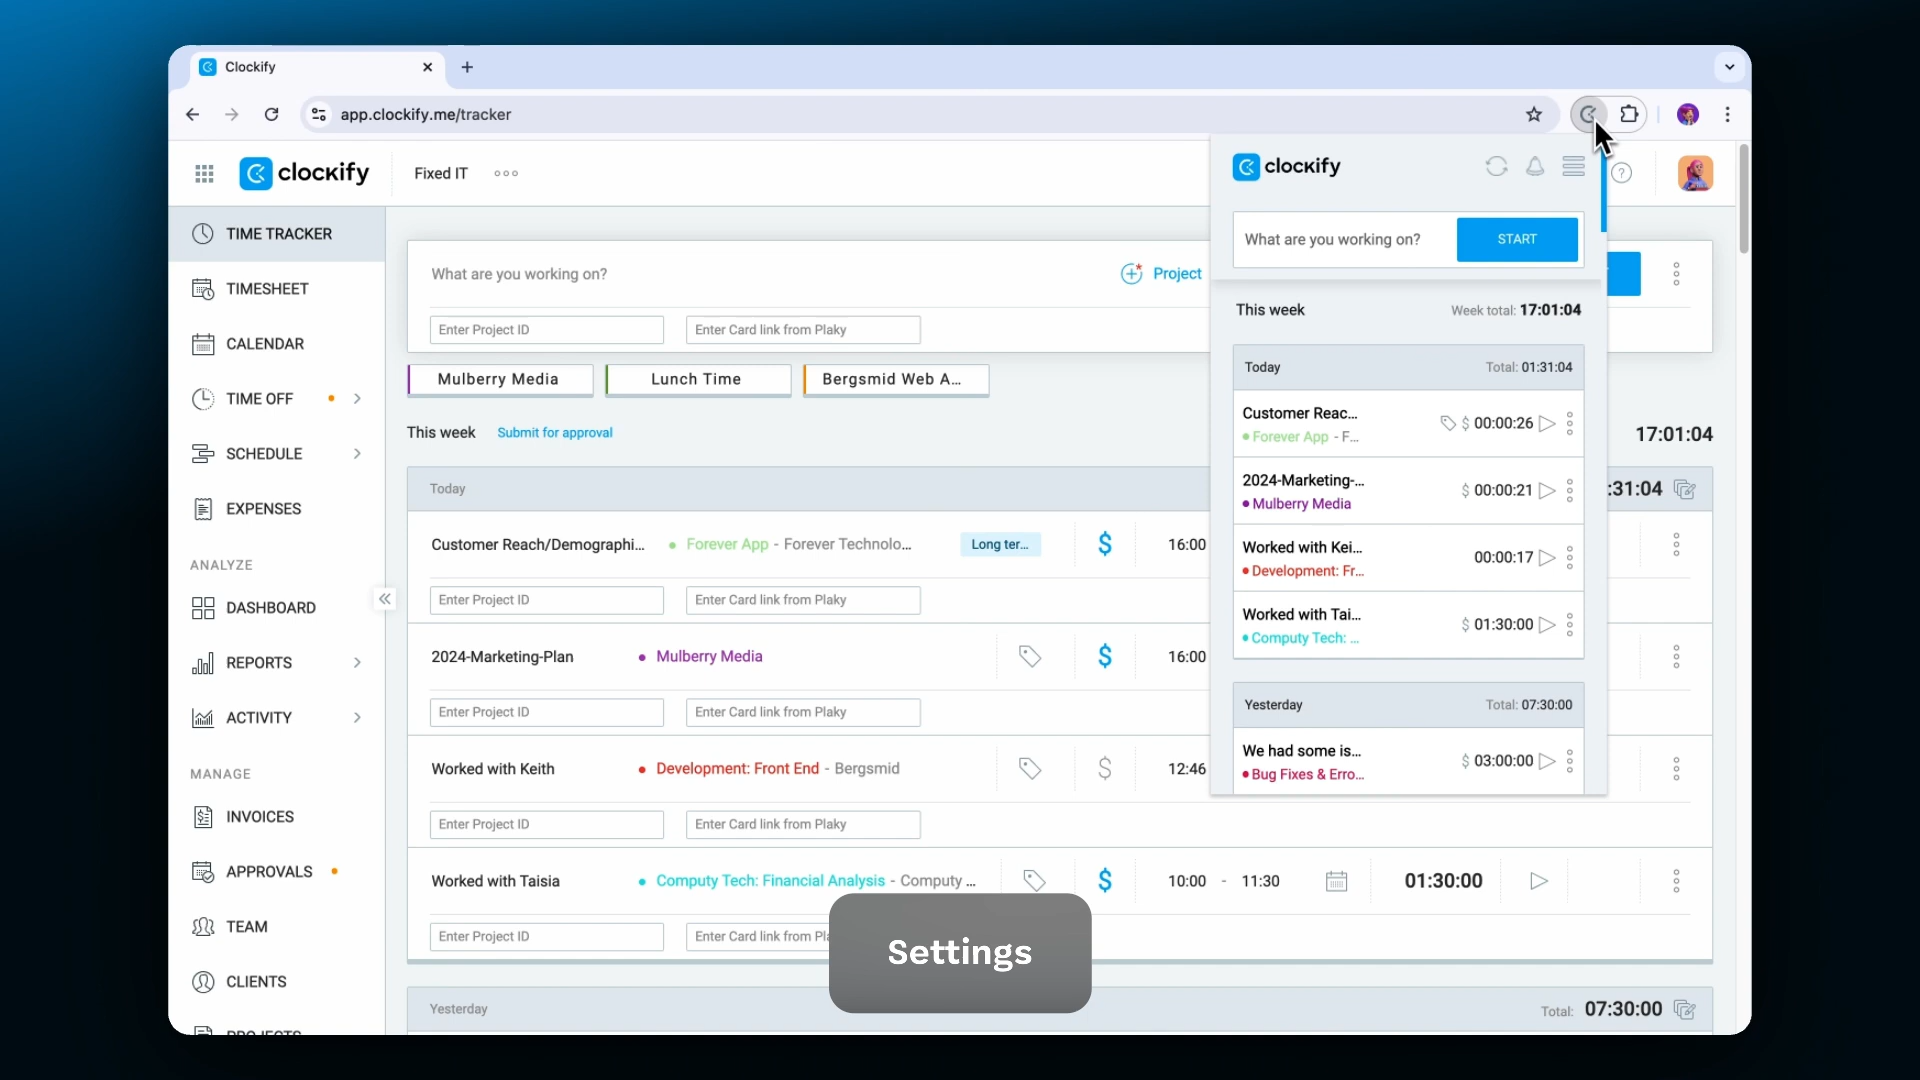 Clockify
app.clockify.me/tracker
clockify
Fixed IT
TIME TRACKER
TIMESHEET
CALENDAR
TIME OFF
SCHEDULE
EXPENSES
ANALYZE
DASHBOARD
REPORTS
ACTIVITY
MANAGE
INVOICES
APPROVALS
TEAM
CLIENTS
PROJECTS
What are you working on?
Project
Enter Project ID
Enter Card link from Plaky
Mulberry Media
Lunch Time
Bergsmid Web A...
This week
Submit for approval
17:01:04
Today
:31:04
Customer Reach/Demographi...
Forever App - Forever Technolo...
Long ter...
$
16:00
Enter Project ID
Enter Card link from Plaky
2024-Marketing-Plan
Mulberry Media
$
16:00
Enter Project ID
Enter Card link from Plaky
Worked with Keith
Development: Front End - Bergsmid
$
12:46
Enter Project ID
Enter Card link from Plaky
Worked with Taisia
Computy Tech: Financial Analysis - Computy ...
$
10:00 - 11:30
01:30:00
Enter Project ID
Enter Card link from Pla
Yesterday
Total: 07:30:00
clockify
What are you working on?
START
This week
Week total: 17:01:04
Today
Total: 01:31:04
Customer Reac...
$ 00:00:26
Forever App - F...
2024-Marketing-...
$ 00:00:21
Mulberry Media
Worked with Kei...
00:00:17
Development: Fr...
Worked with Tai...
$ 01:30:00
Computy Tech: ...
Yesterday
Total: 07:30:00
We had some is...
$ 03:00:00
Bug Fixes & Erro...
?
Settings